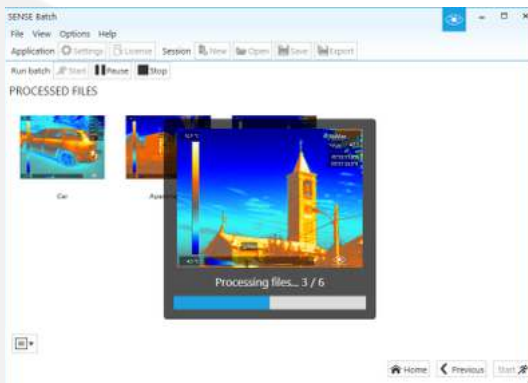 SENSE Batch
File View Options Help
Application Settings License Session New Open Save Export
Run batch Start Pause Stop
PROCESSED FILES
Car
Processing files... 3 / 6
Home Previous Start